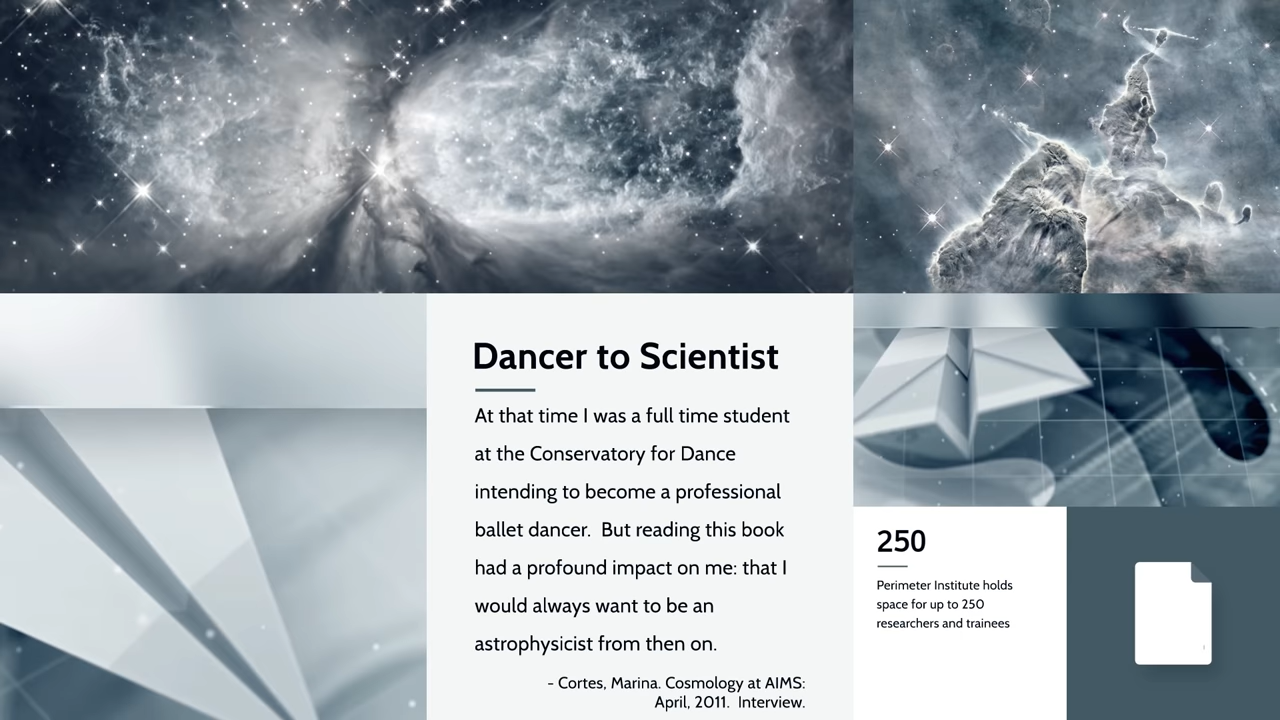 Dancer to Scientist
At that time I was a full time student
at the Conservatory for Dance
intending to become a professional
ballet dancer.  But reading this book
had a profound impact on me: that I
would always want to be an
astrophysicist from then on.
- Cortes, Marina. Cosmology at AIMS:
April, 2011.  Interview.
250
Perimeter Institute holds
space for up to 250
researchers and trainees